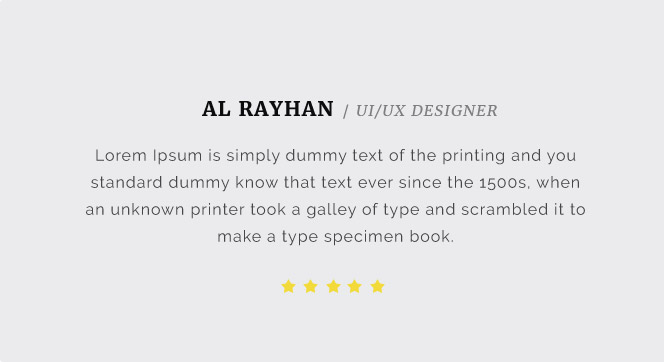 AL RAYHAN / UI/UX DESIGNER
Lorem Ipsum is simply dummy text of the printing and you
standard dummy know that text ever since the 1500s, when
an unknown printer took a galley of type and scrambled it to
make a type specimen book.